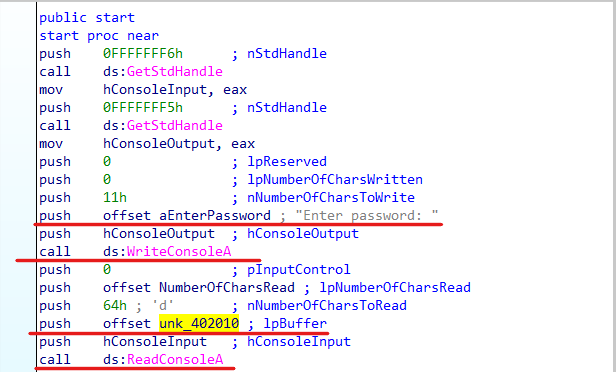 public start
start proc near
push 0FFFFFFF6h ; nStdHandle
call ds:GetStdHandle
mov hConsoleInput, eax
push 0FFFFFFF5h ; nStdHandle
call ds:GetStdHandle
mov hConsoleOutput, eax
push 0 ; lpReserved
push 0 ; lpNumberOfCharsWritten
push 11h ; nNumberOfCharsToWrite
push offset aEnterPassword ; "Enter password: "
push hConsoleOutput ; hConsoleOutput
call ds:WriteConsoleA
push 0 ; pInputControl
push offset NumberOfCharsRead ; lpNumberOfCharsRead
push 64h ; 'd' ; nNumberOfCharsToRead
push offset unk_402010 ; lpBuffer
push hConsoleInput ; hConsoleInput
call ds:ReadConsoleA